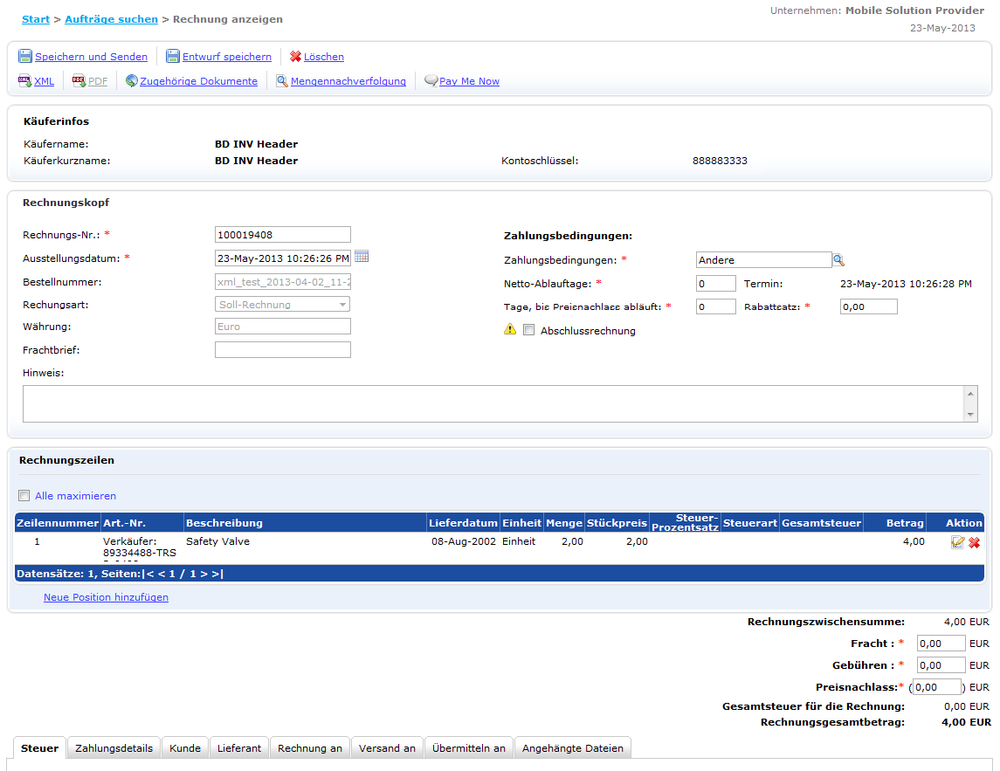 Start > Aufträge suchen > Rechnung anzeigen
Unternehmen: Mobile Solution Provider
23-May-2013
Speichern und Senden Entwurf speichern Löschen
XML PDF Zugehörige Dokumente Mengennachverfolgung Pay Me Now
Käuferinfos
Käufername: BD INV Header
Käuferkurzname: BD INV Header Kontoschlüssel: 888883333
Rechnungskopf
Rechnungs-Nr.: * 100019408
Ausstellungsdatum: * 23-May-2013 10:26:26 PM
Bestellnummer: xml_test_2013-04-02_11-2
Rechungsart: Soll-Rechnung
Währung: Euro
Frachtbrief:
Hinweis:
Zahlungsbedingungen:
Zahlungsbedingungen: * Andere
Netto-Ablauftage: * 0 Termin: 23-May-2013 10:26:28 PM
Tage, bis Preisnachlass abläuft: * 0 Rabattsatz: * 0,00
Abschlussrechnung
Rechnungszeilen
Alle maximieren
Zeilennummer Art.-Nr. Beschreibung Lieferdatum Einheit Menge Stückpreis Steuer-Prozentsatz Steuerart Gesamtsteuer Betrag Aktion
1 Verkäufer: Safety Valve 08-Aug-2002 Einheit 2,00 2,00 4,00
89334488-TRS
Datensätze: 1, Seiten:|< < 1 / 1 > >|
Neue Position hinzufügen
Rechnungszwischensumme: 4,00 EUR
Fracht : * 0,00 EUR
Gebühren : * 0,00 EUR
Preisnachlass:* (0,00) EUR
Gesamtsteuer für die Rechnung: 0,00 EUR
Rechnungsgesamtbetrag: 4,00 EUR
Steuer Zahlungsdetails Kunde Lieferant Rechnung an Versand an Übermitteln an Angehängte Dateien